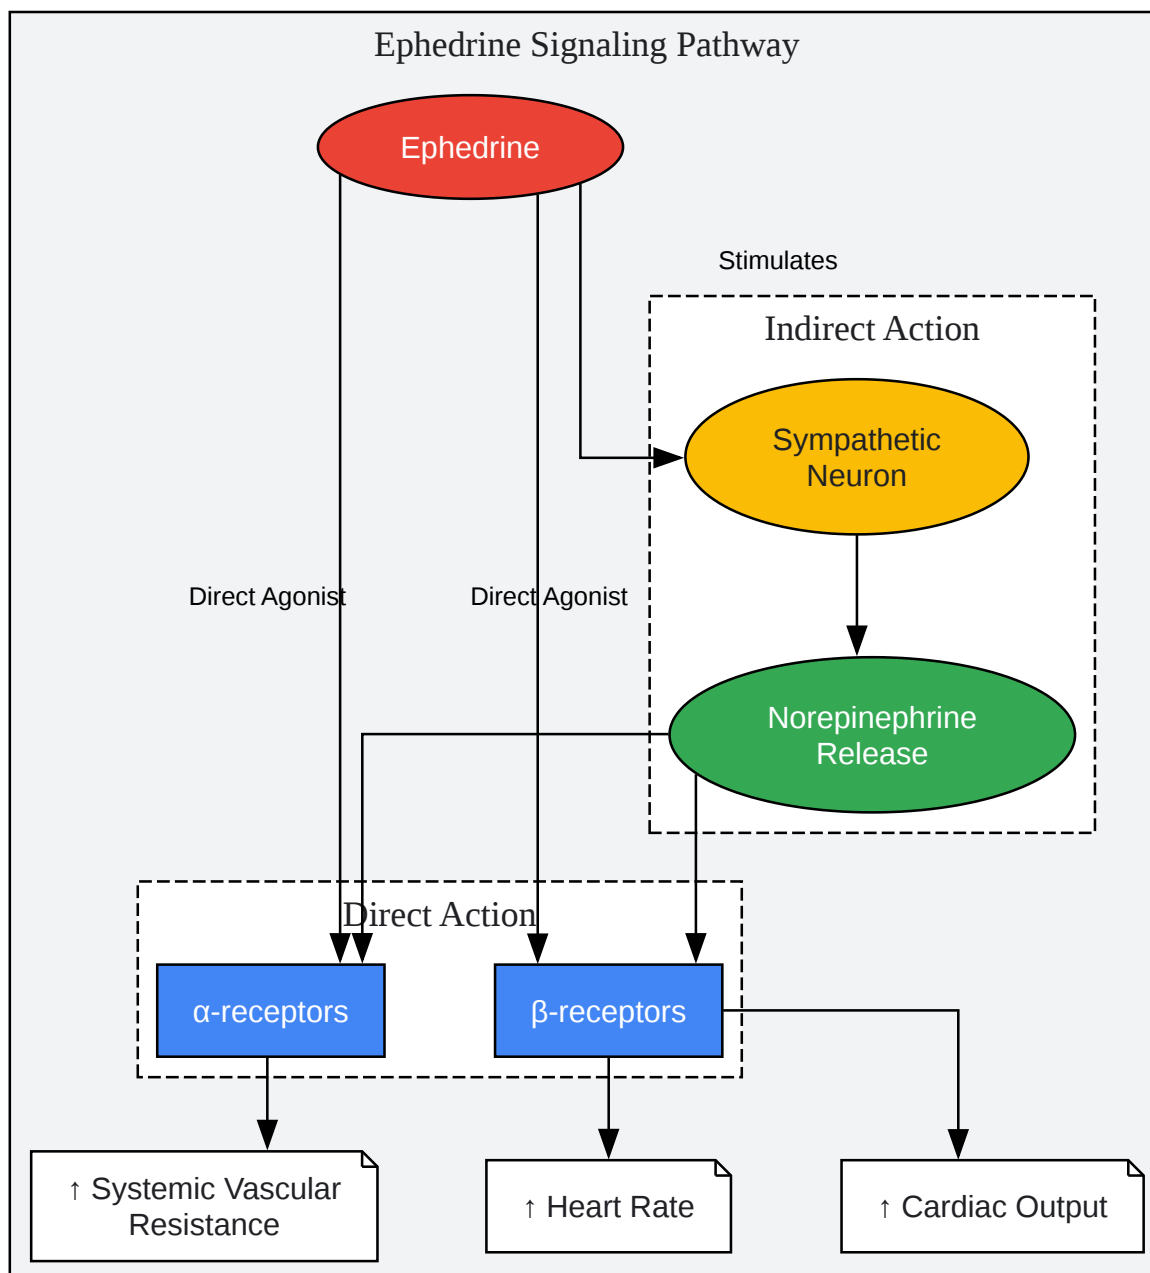 Ephedrine Signaling Pathway
Ephedrine
Stimulates
Indirect Action
Sympathetic
Neuron
Direct Agonist
Direct Agonist
Norepinephrine
Release
Direct Action
α-receptors
β-receptors
↑ Systemic Vascular
Resistance
↑ Heart Rate
↑ Cardiac Output